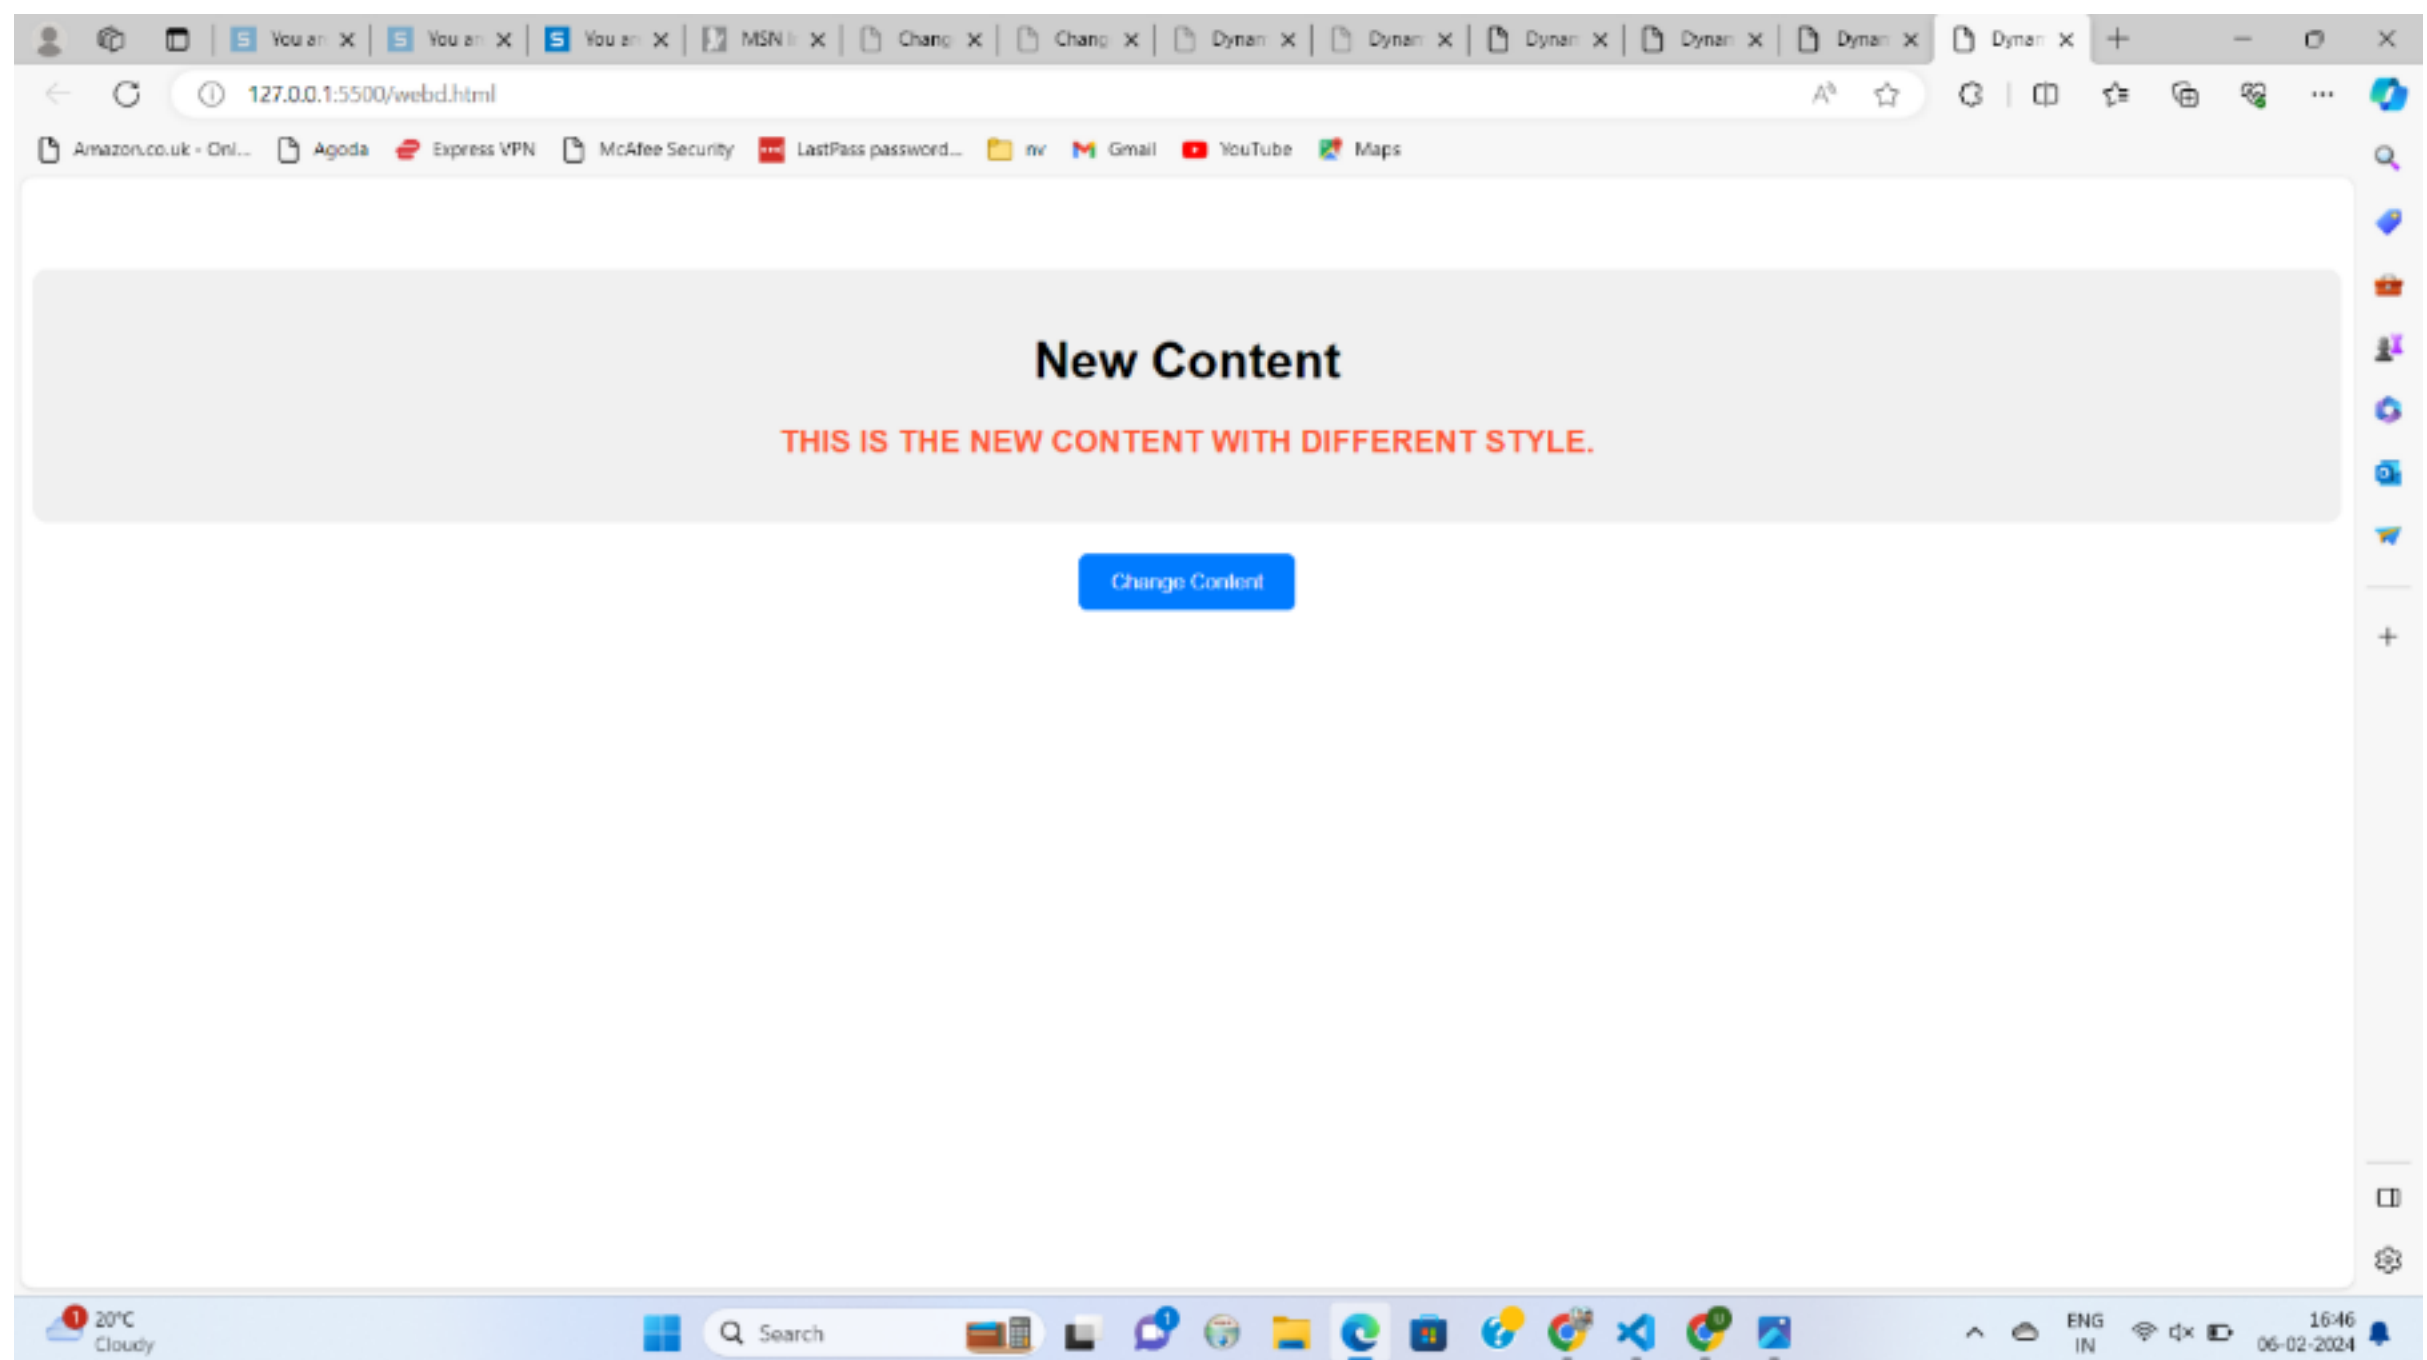 You ar You ar You ar MSN Chang Chang Dynam Dynam Dynam Dynam Dynam Dynam
127.0.0.1:5500/webd.html
Amazon.co.uk - Onl... Agoda Express VPN McAfee Security LastPass password... nv Gmail YouTube Maps
New Content
THIS IS THE NEW CONTENT WITH DIFFERENT STYLE.
Change Content
1
20°C
Cloudy
Search
1
ENG
IN
16:46
06-02-2024